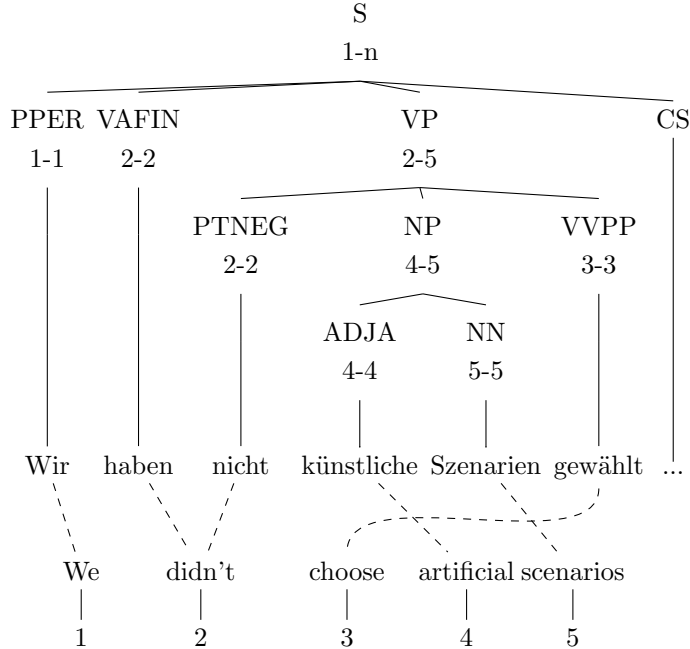 S
1-n
PPER VAFIN VP CS
1-1 2-2 2-5
PTNEG NP VVPP
2-2 4-5 3-3
ADJA NN
4-4 5-5
Wir haben nicht künstliche Szenarien gewählt ...
We didn't choose artificial scenarios
1 2 3 4 5